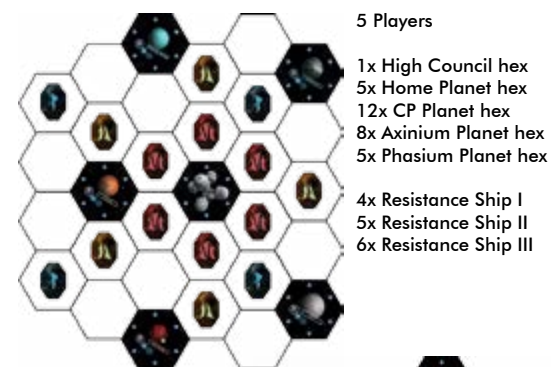 5 Players
1x High Council hex
5x Home Planet hex
12x CP Planet hex
8x Axinium Planet hex
5x Phasium Planet hex
4x Resistance Ship I
5x Resistance Ship II
6x Resistance Ship III